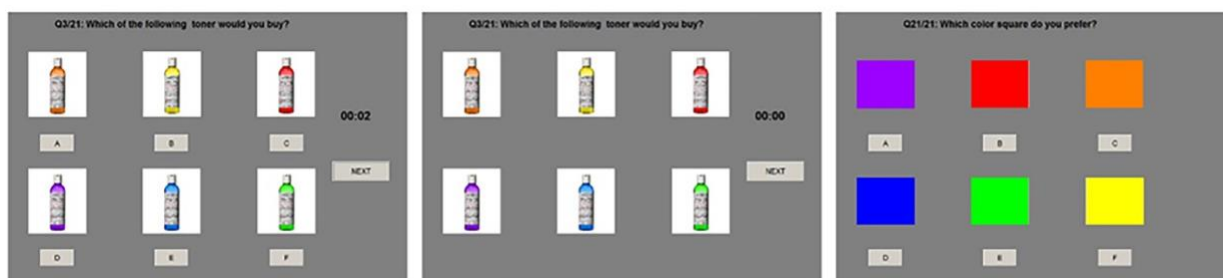 Q3/21: Which of the following toner would you buy?
A B C
00:02
NEXT
D E F
Q3/21: Which of the following toner would you buy?
00:00
NEXT
Q21/21: Which color square do you prefer?
A B C
D E F